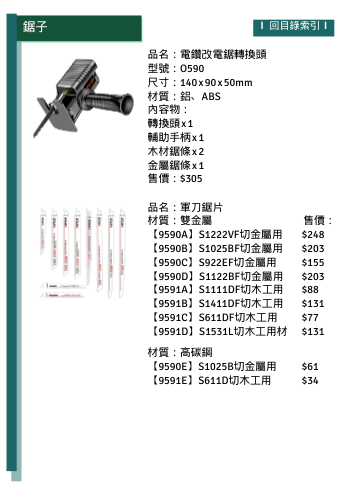 鋸子
I 回目錄索引 I
品名：電鑽改電鋸轉換頭
型號：O590
尺寸：140x90x50mm
材質：鋁、ABS
內容物：
轉換頭x1
輔助手柄x1
木材鋸條x2
金屬鋸條x1
售價：$305
品名：軍刀鋸片
材質：雙金屬 售價：
【9590A】S1222VF切金屬用 $248
【9590B】S1025BF切金屬用 $203
【9590C】S922EF切金屬用 $155
【9590D】S1122BF切金屬用 $203
【9591A】S1111DF切木工用 $88
【9591B】S1411DF切木工用 $131
【9591C】S611DF切木工用 $77
【9591D】S1531L切木工用材 $131
材質：高碳鋼
【9590E】S1025B切金屬用 $61
【9591E】S611D切木工用 $34